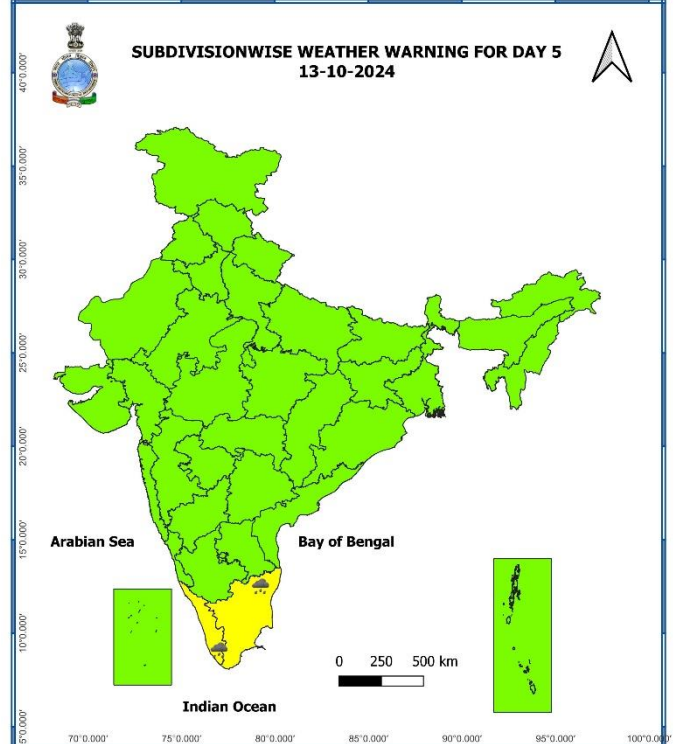 SUBDIVISIONWISE WEATHER WARNING FOR DAY 5
13-10-2024
40°0.000'
35°0.000'
30°0.000'
25°0.000'
20°0.000'
15°0.000'
10°0.000'
5°0.000'
Arabian Sea
Bay of Bengal
0 250 500 km
Indian Ocean
70°0.000' 75°0.000' 80°0.000' 85°0.000' 90°0.000' 95°0.000' 100°0.000'